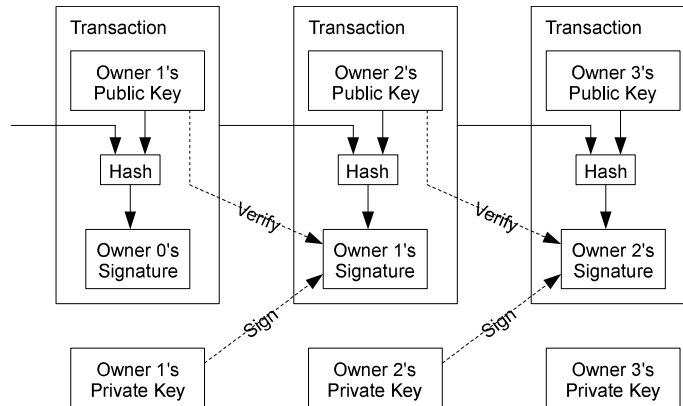 Transaction
Owner 1's
Public Key
Hash
Owner 0's
Signature
Transaction
Owner 2's
Public Key
Hash
Verify
Owner 1's
Signature
Transaction
Owner 3's
Public Key
Hash
Verify
Owner 2's
Signature
Owner 1's
Private Key
Sign
Owner 2's
Private Key
Sign
Owner 3's
Private Key